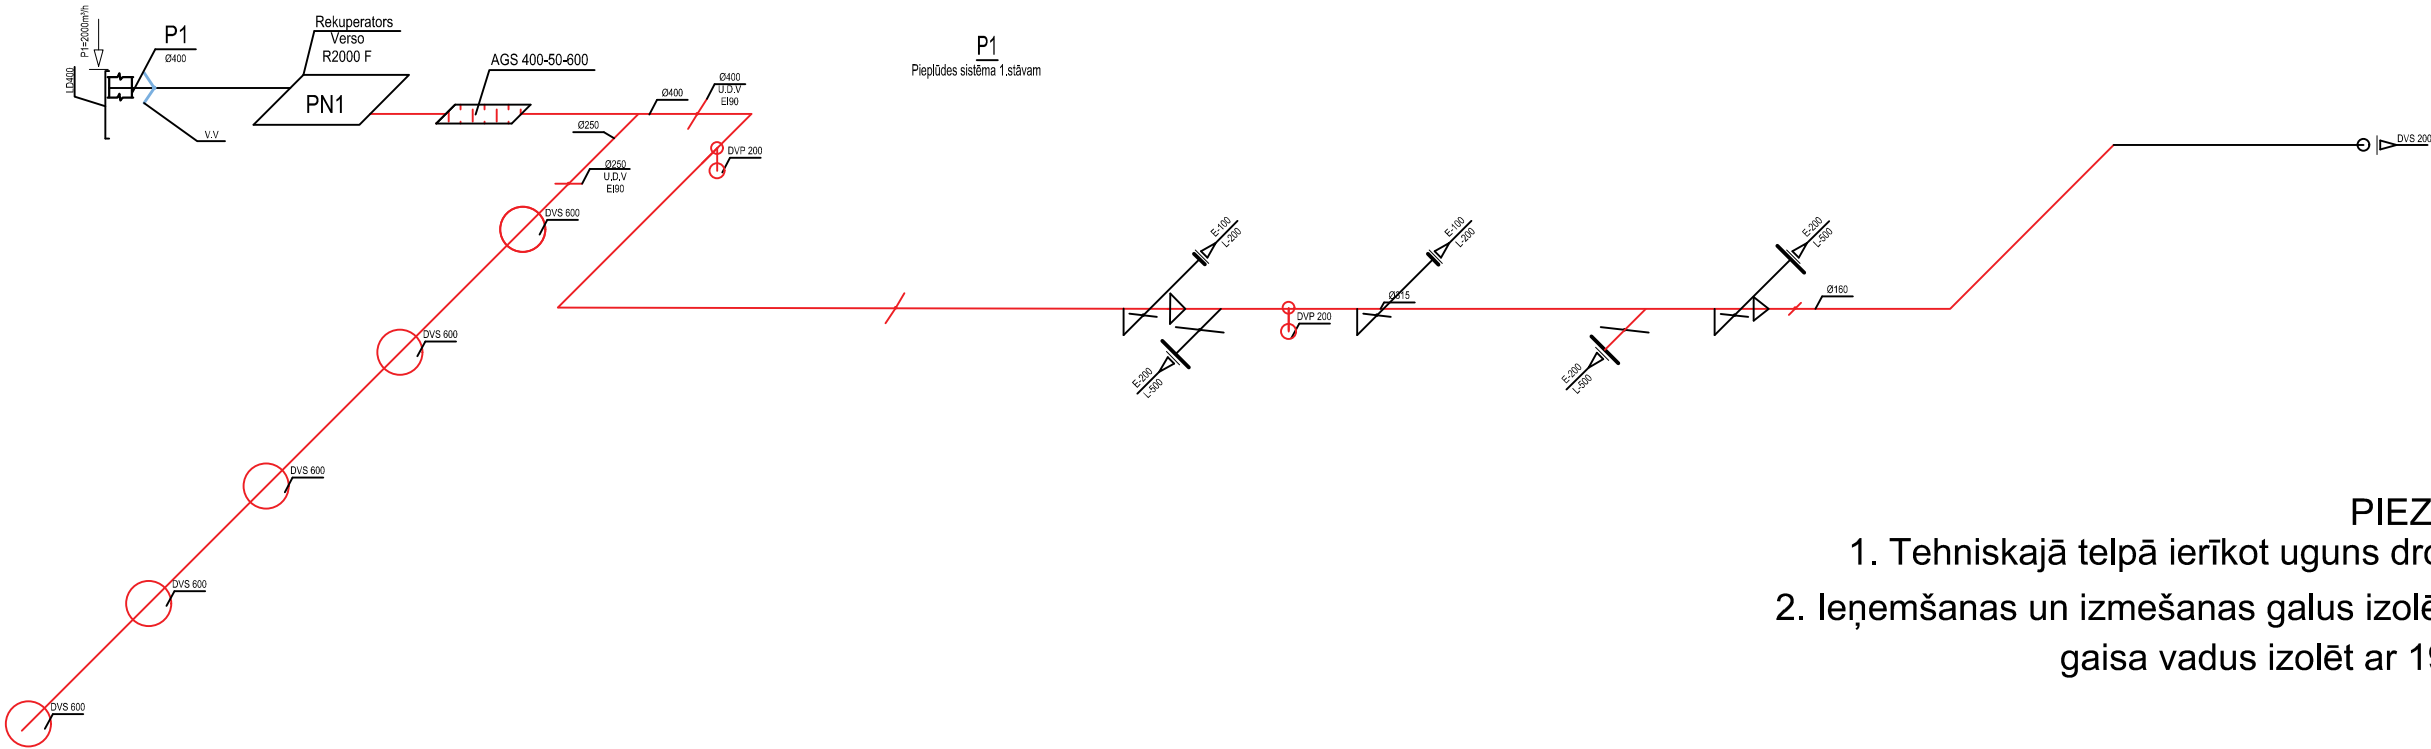 P1=2000m³/h
LD400
P1
Ø400
V.V
Rekuperators
Verso
R2000 F
PN1
AGS 400-50-600
Ø400
Ø400
U.D.V
EI90
Ø250
Ø250
U.D.V
EI90
DVP 200
P1
Pieplūdes sistēma 1.stāvam
DVS 200
DVS 600
DVS 600
DVS 600
DVS 600
DVS 600
E-100
L-200
E-200
L-500
DVP 200
E-100
L-200
Ø315
E-200
L-500
E-200
L-500
Ø160
PIEZ
1. Tehniskajā telpā ierīkot uguns dro
2. Ieņemšanas un izmešanas galus izolē
gaisa vadus izolēt ar 19